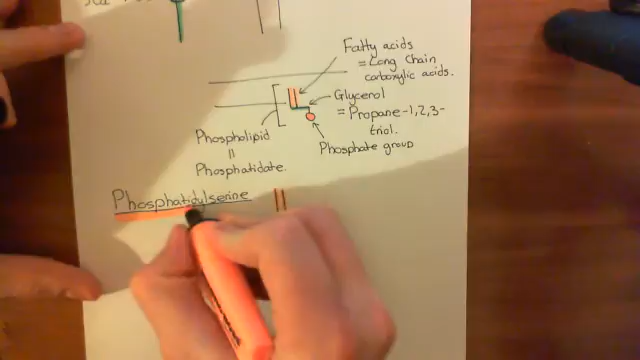 Fatty acids
= Long Chain
carboxylic acids.
Glycerol
= Propane-1,2,3-
triol.
Phosphate group
Phospholipid
=
Phosphatidate.
Phosphatidylserine